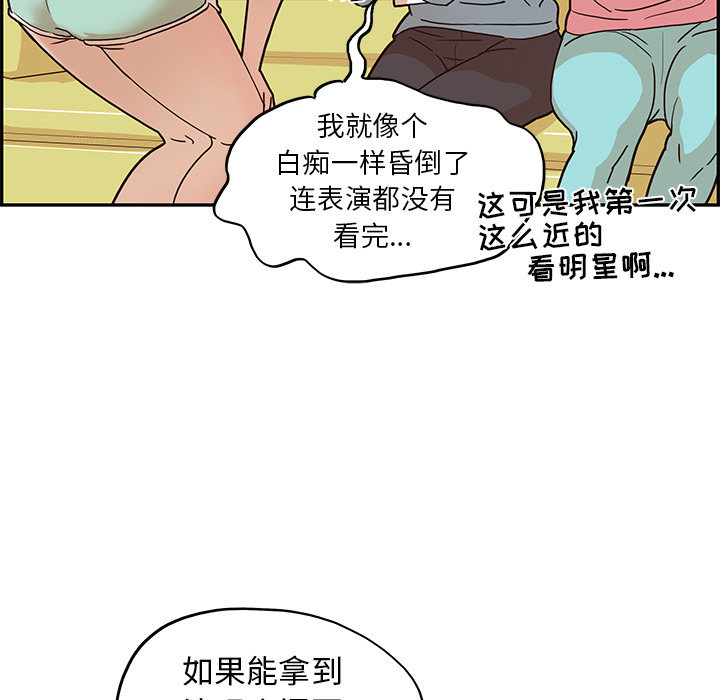 我就像个
白痴一样昏倒了
连表演都没有
看完...
这可是我第一次
这么近的
看明星啊...
如果能拿到